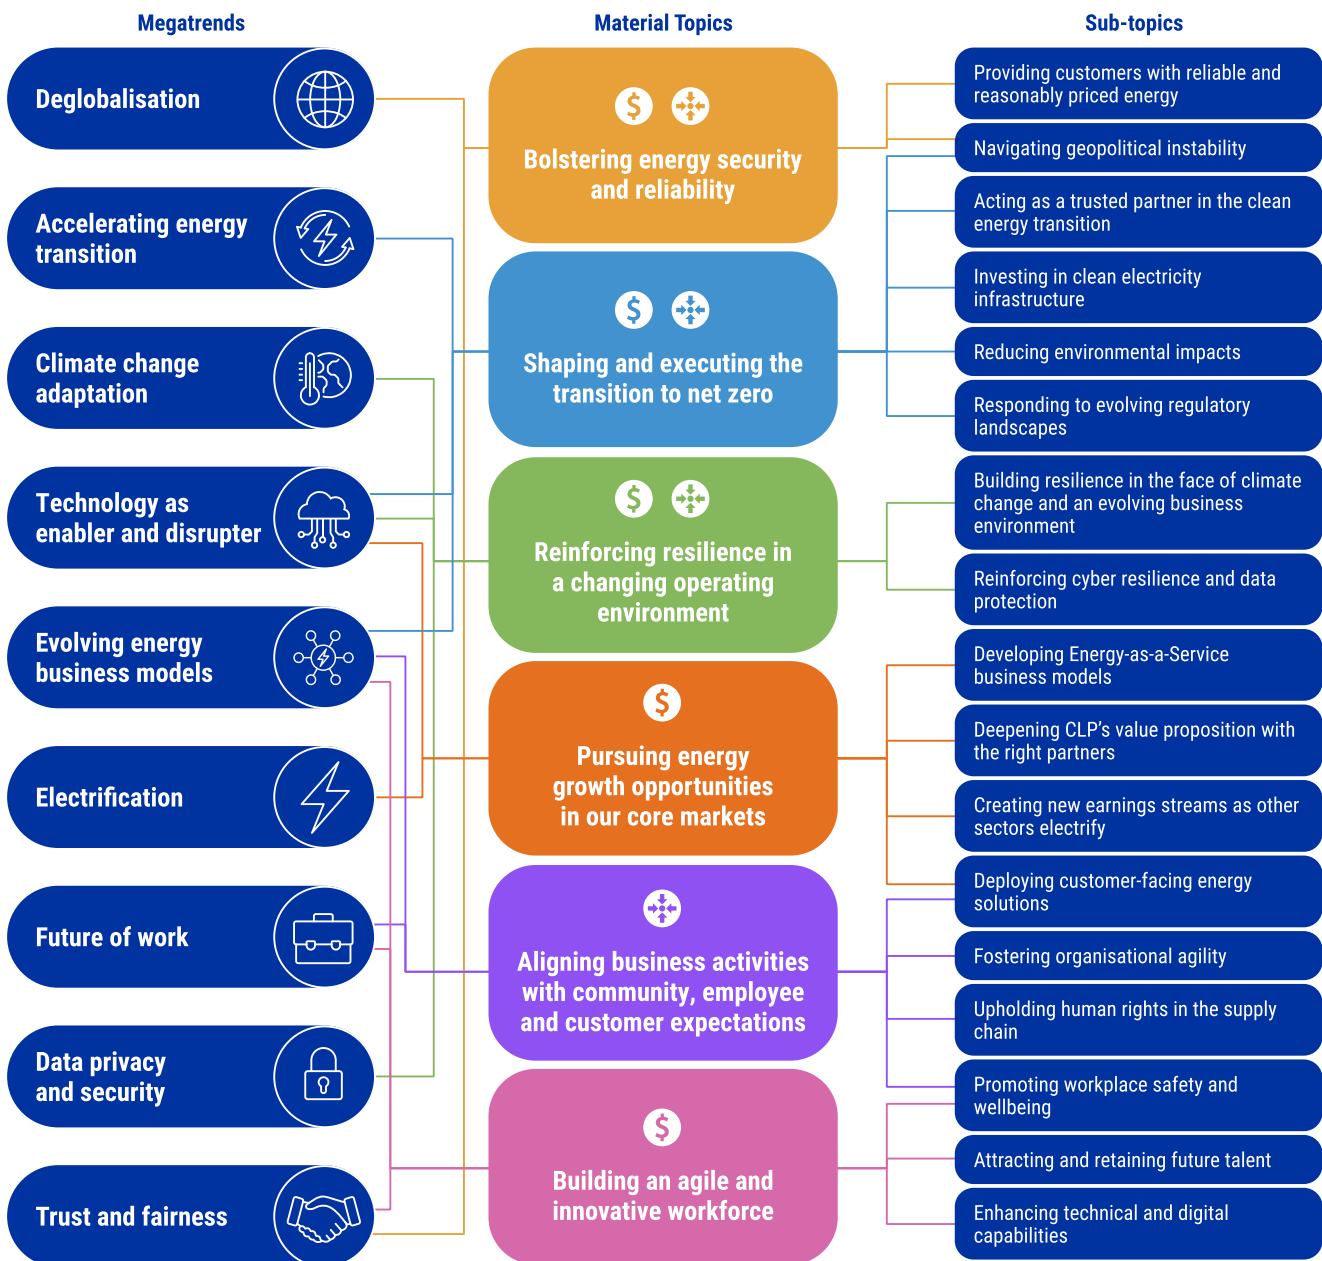 Megatrends
Material Topics
Sub-topics
Deglobalisation
Accelerating energy
transition
Climate change
adaptation
Technology as
enabler and disrupter
Evolving energy
business models
Electrification
Future of work
Data privacy
and security
Trust and fairness
$
Bolstering energy security
and reliability
$
Shaping and executing the
transition to net zero
$
Reinforcing resilience in
a changing operating
environment
$
Pursuing energy
growth opportunities
in our core markets
Aligning business activities
with community, employee
and customer expectations
$
Building an agile and
innovative workforce
Providing customers with reliable and
reasonably priced energy
Navigating geopolitical instability
Acting as a trusted partner in the clean
energy transition
Investing in clean electricity
infrastructure
Reducing environmental impacts
Responding to evolving regulatory
landscapes
Building resilience in the face of climate
change and an evolving business
environment
Reinforcing cyber resilience and data
protection
Developing Energy-as-a-Service
business models
Deepening CLP's value proposition with
the right partners
Creating new earnings streams as other
sectors electrify
Deploying customer-facing energy
solutions
Fostering organisational agility
Upholding human rights in the supply
chain
Promoting workplace safety and
wellbeing
Attracting and retaining future talent
Enhancing technical and digital
capabilities